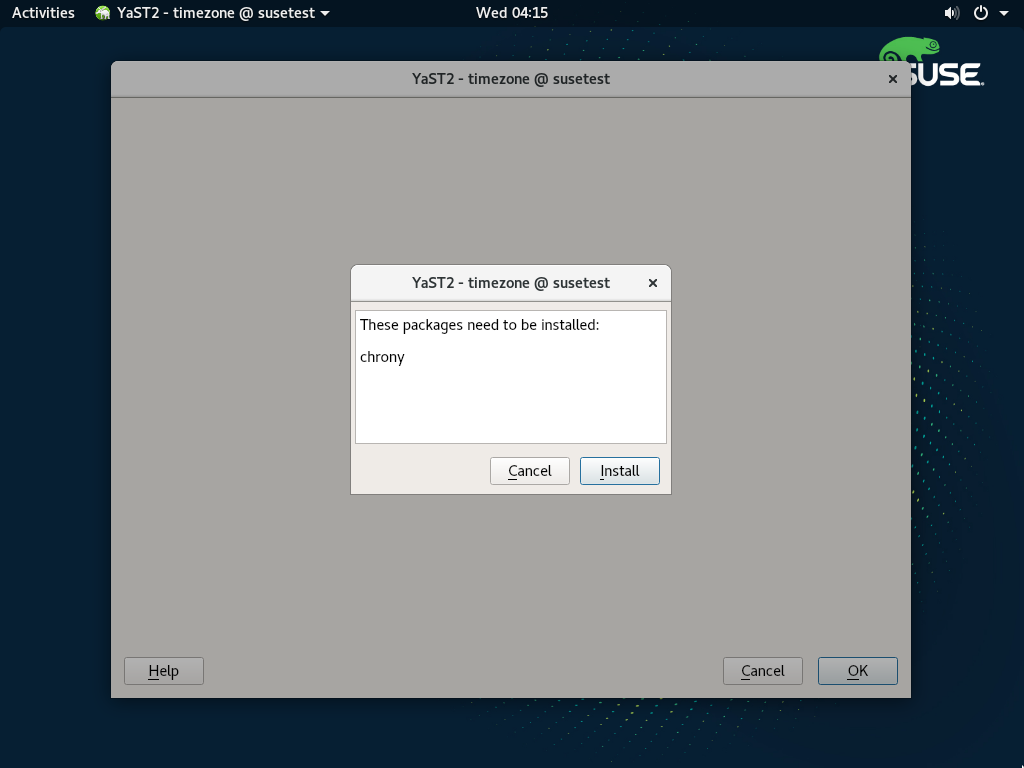 Activities YaST2 - timezone @ susetest Wed 04:15
SUSE
YaST2 - timezone @ susetest
YaST2 - timezone @ susetest
These packages need to be installed:
chrony
Cancel Install
Help Cancel OK